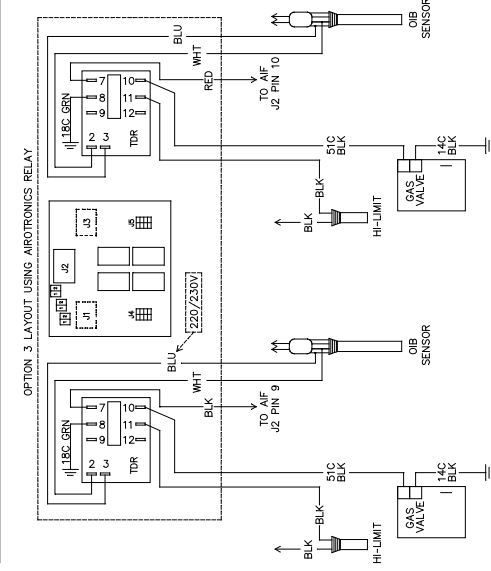 OPTION 3 LAYOUT USING AIROTRONICS RELAY
OIB
SENSOR
BLU
WHT
RED
TO AIF
J2 PIN 10
18C GRN
7
8
9
10
11
12
2
3
TDR
51C
BLK
14C
BLK
GAS
VALVE
BLK
BLK
HI-LIMIT
J3
J5
J2
J1
J4
220/230V
BLU
WHT
BLK
TO AIF
J2 PIN 9
OIB
SENSOR
18C GRN
7
8
9
10
11
12
2
3
TDR
51C
BLK
14C
BLK
GAS
VALVE
BLK
BLK
HI-LIMIT